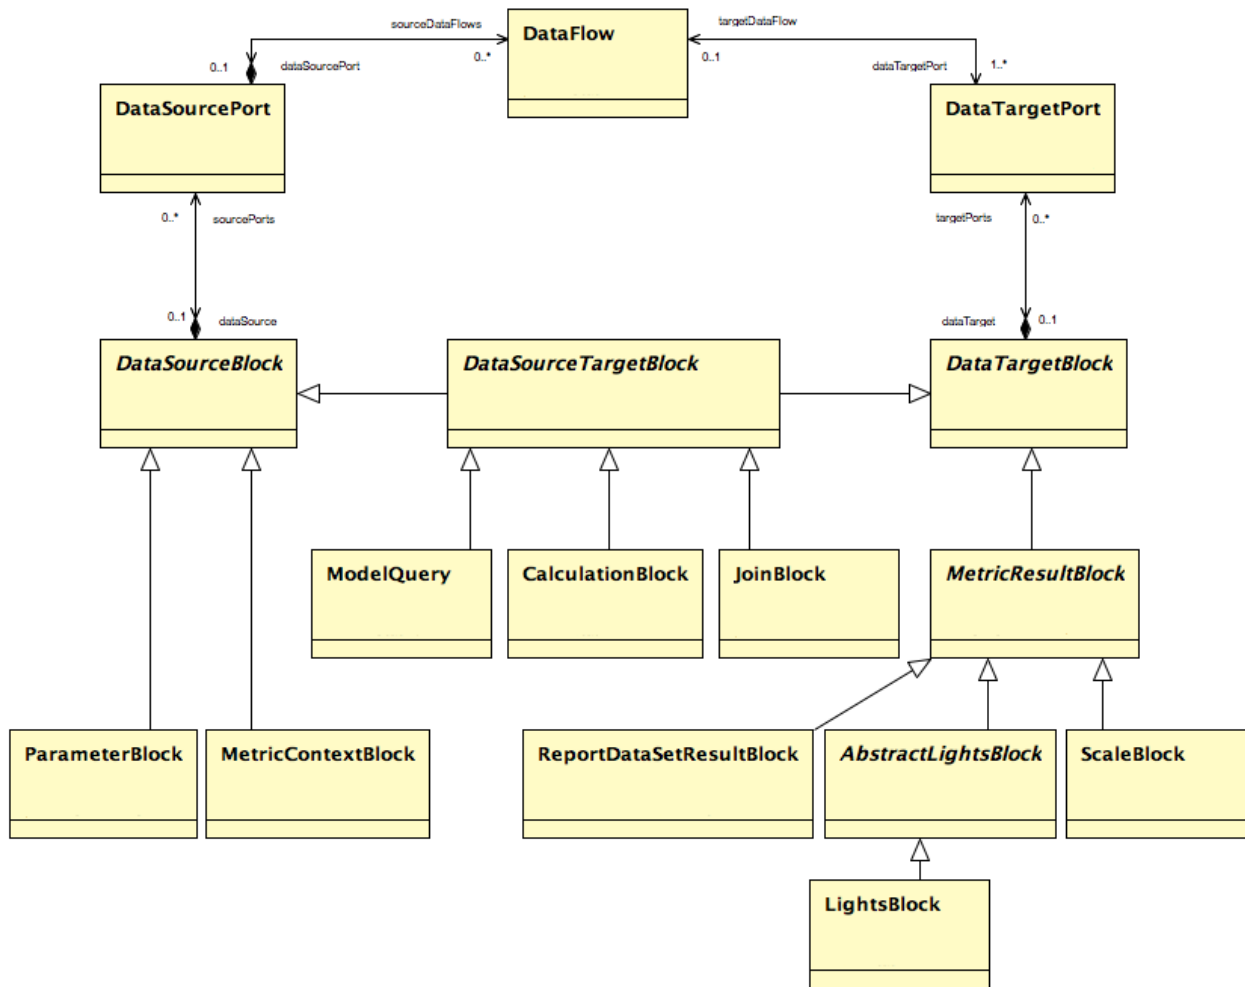 sourceDataFlows
targetDataFlow
DataFlow
0..1
dataSourcePort
0..*
0..1
dataTargetPort
1..*
DataSourcePort
DataTargetPort
0..*
sourcePorts
targetPorts
0..*
0..1
dataSource
dataTarget
0..1
DataSourceBlock
DataSourceTargetBlock
DataTargetBlock
ModelQuery
CalculationBlock
JoinBlock
MetricResultBlock
ParameterBlock
MetricContextBlock
ReportDataSetResultBlock
AbstractLightsBlock
ScaleBlock
LightsBlock